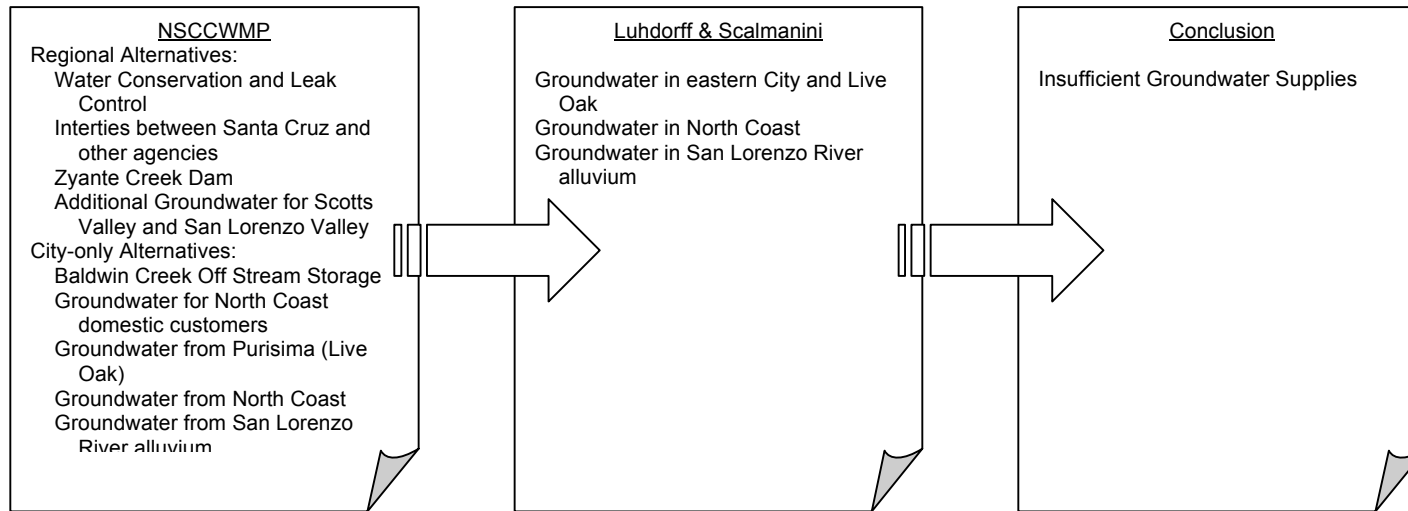 NSCCWMP
Regional Alternatives:
Water Conservation and Leak
Control
Interties between Santa Cruz and
other agencies
Zyante Creek Dam
Additional Groundwater for Scotts
Valley and San Lorenzo Valley
City-only Alternatives:
Baldwin Creek Off Stream Storage
Groundwater for North Coast
domestic customers
Groundwater from Purisima (Live
Oak)
Groundwater from North Coast
Groundwater from San Lorenzo
River alluvium
Luhdorff & Scalmanini
Groundwater in eastern City and Live
Oak
Groundwater in North Coast
Groundwater in San Lorenzo River
alluvium
Conclusion
Insufficient Groundwater Supplies